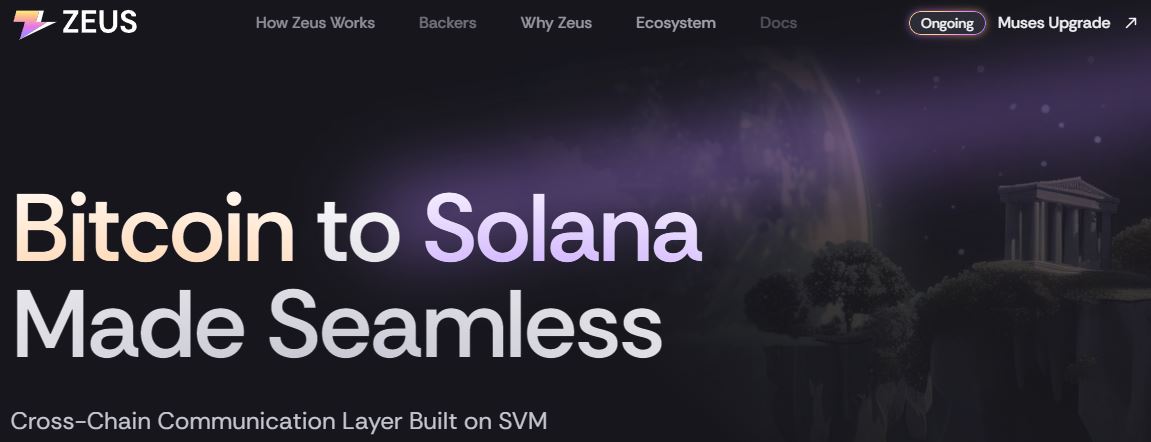 ZEUS
How Zeus Works
Backers
Why Zeus
Ecosystem
Docs
Ongoing
Muses Upgrade
Bitcoin to Solana
Made Seamless
Cross-Chain Communication Layer Built on SVM